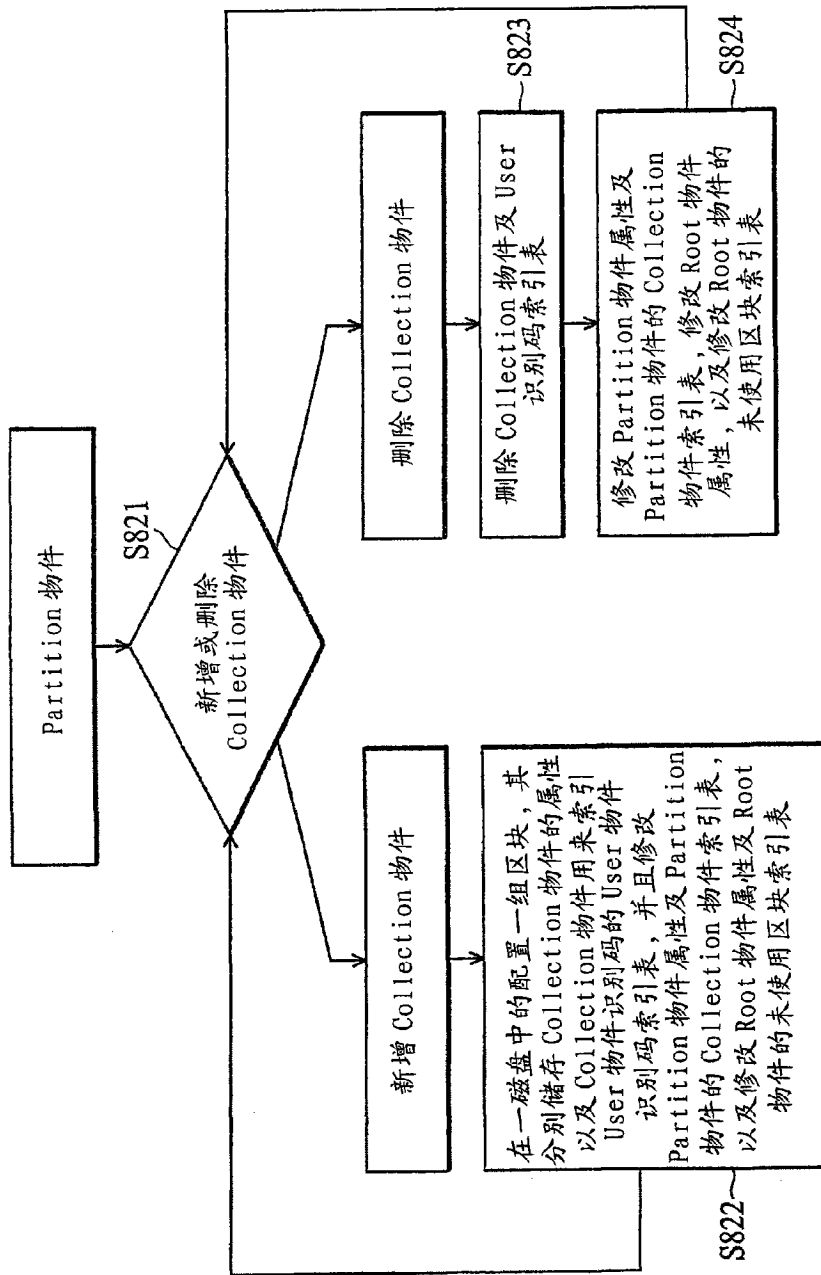 Partition 物件
S821
新增或删除
Collection 物件
新增 Collection 物件
在一磁盘中的配置一组区块，其
分别储存 Collection 物件的属性
以及 Collection 物件用来索引
User 物件识别码的 User 物件
识别码索引表，并且修改
Partition 物件属性及 Partition
物件的 Collection 物件索引表，
以及修改 Root 物件属性及 Root
物件的未使用区块索引表
S822
删除 Collection 物件
删除 Collection 物件及 User
识别码索引表
S823
修改 Partition 物件属性及
Partition 物件的 Collection
物件索引表，修改 Root 物件
属性，以及修改 Root 物件的
未使用区块索引表
S824